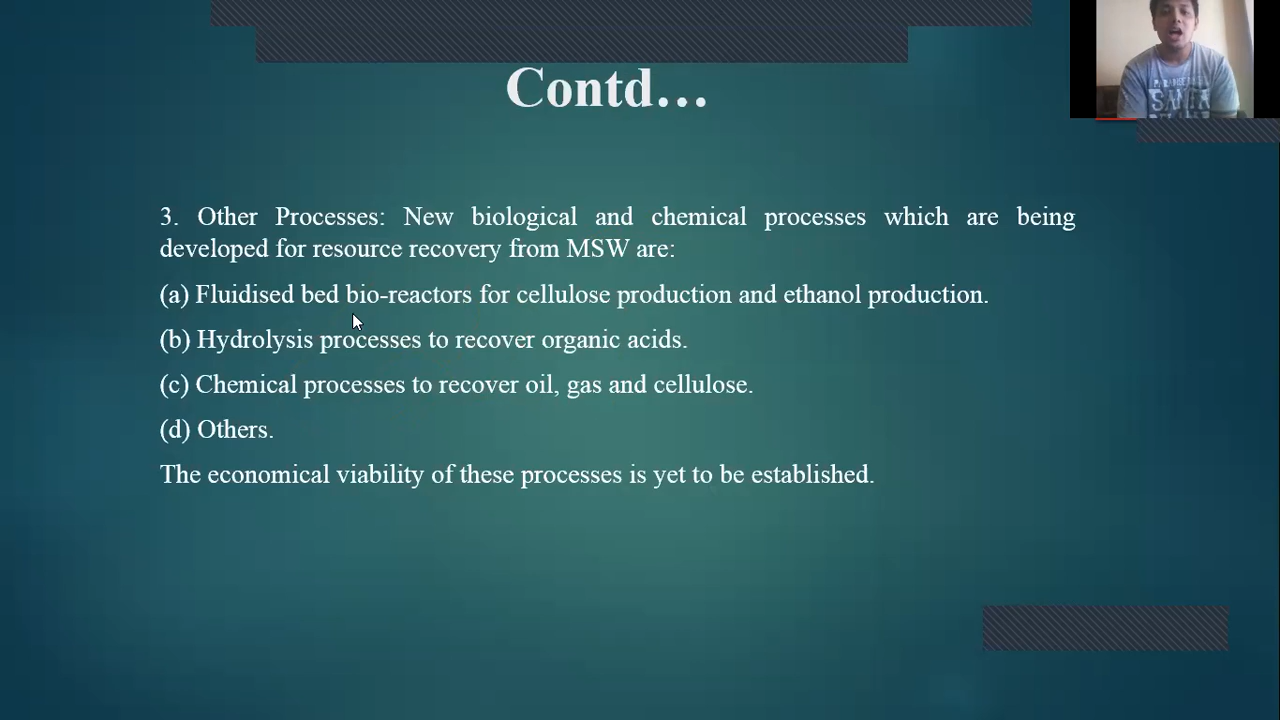 Contd…
3. Other Processes: New biological and chemical processes which are being
developed for resource recovery from MSW are:
(a) Fluidised bed bio-reactors for cellulose production and ethanol production.
(b) Hydrolysis processes to recover organic acids.
(c) Chemical processes to recover oil, gas and cellulose.
(d) Others.
The economical viability of these processes is yet to be established.
SANTA